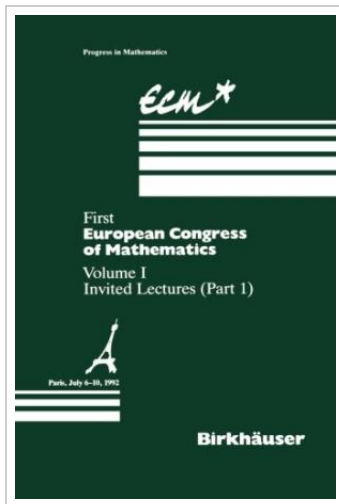 Progress in Mathematics
ecm*
First
European Congress
of Mathematics
Volume I
Invited Lectures (Part 1)
Paris, July 6–10, 1992
Birkhäuser